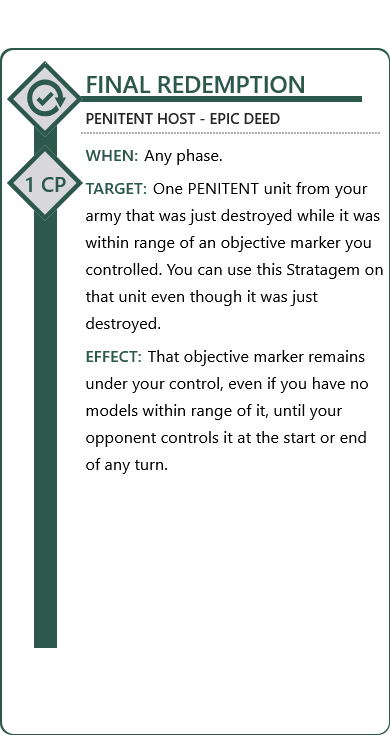 FINAL REDEMPTION
PENITENT HOST - EPIC DEED
WHEN: Any phase.
1 CP
TARGET: One PENITENT unit from your
army that was just destroyed while it was
within range of an objective marker you
controlled. You can use this Stratagem on
that unit even though it was just
destroyed.
EFFECT: That objective marker remains
under your control, even if you have no
models within range of it, until your
opponent controls it at the start or end
of any turn.